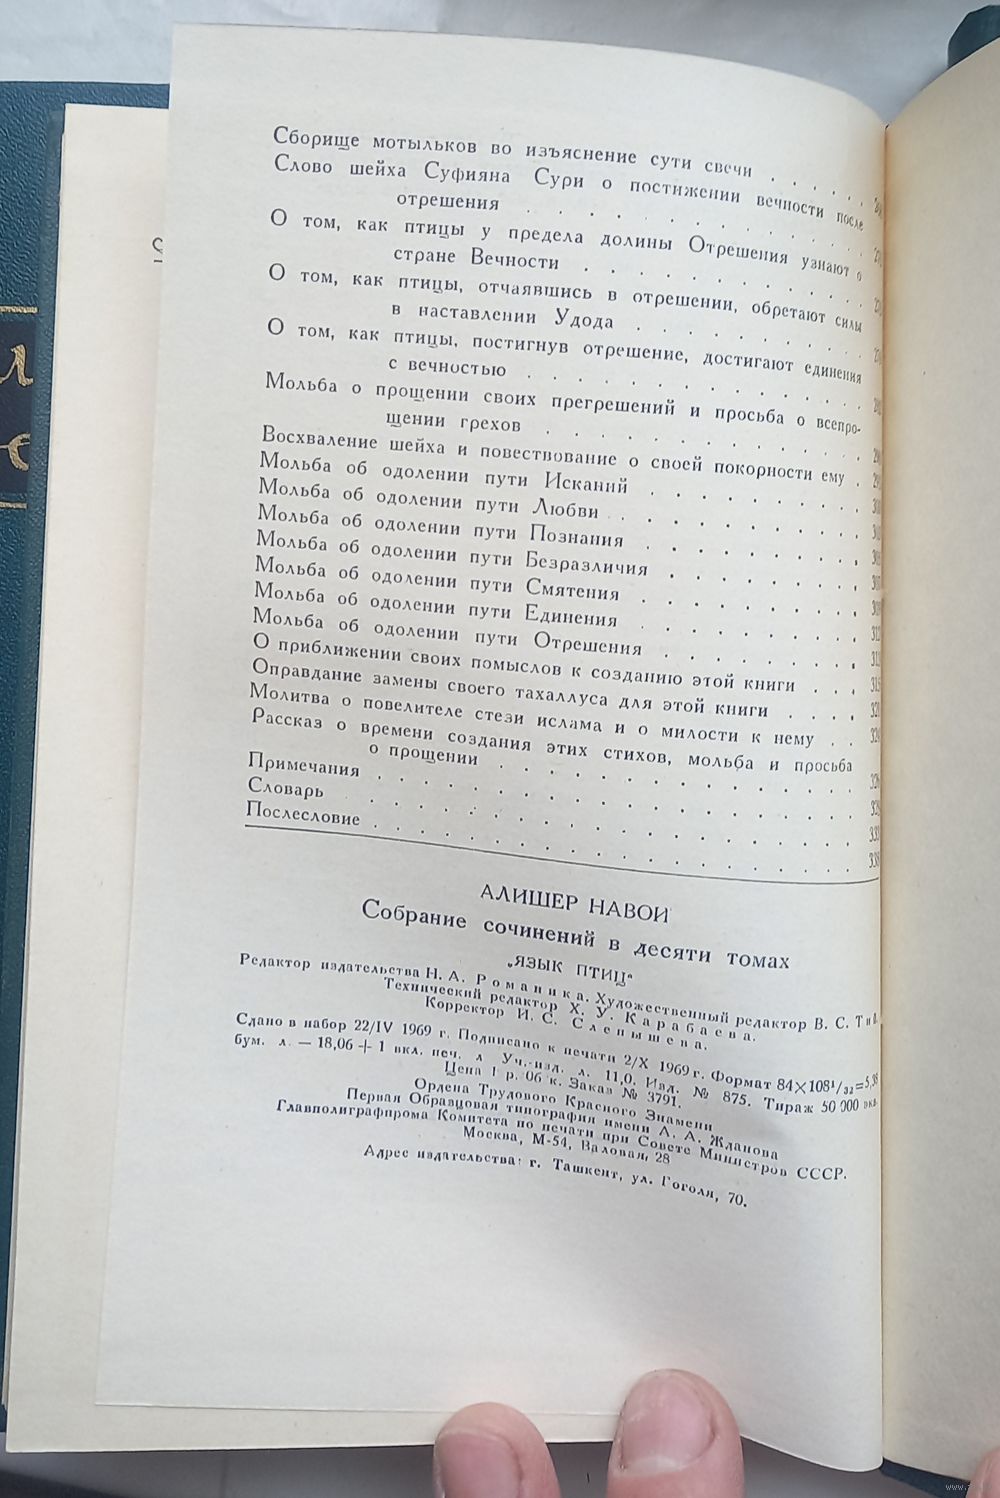 Сборище мотыльков во изъяснение сути свечи . . . . .
Слово шейха Суфияна Сури о постижении вечности после
отрешения . . . . . . . . . .
О том, как птицы у предела долины Отрешения узнают о
стране Вечности . . . . . . . . .
О том, как птицы, отчаявшись в отрешении, обретают силы
в наставлении Удода . . . . . . . .
О том, как птицы, постигнув отрешение, достигают единения
с вечностью . . . . . . . . . .
Мольба о прощении своих прегрешений и просьба о всепро-
щении грехов . . . . . . . . . .
Восхваление шейха и повествование о своей покорности ему .
Мольба об одолении пути Исканий . . . . . . . .
Мольба об одолении пути Любви . . . . . . . . .
Мольба об одолении пути Познания . . . . . . . .
Мольба об одолении пути Безразличия . . . . . . .
Мольба об одолении пути Смятения . . . . . . . .
Мольба об одолении пути Единения . . . . . . . .
Мольба об одолении пути Отрешения . . . . . . .
О приближении своих помыслов к созданию этой книги . . . 315
Оправдание замены своего тахаллуса для этой книги . . . .
Молитва о повелителе стези ислама и о милости к нему . .
Рассказ о времени создания этих стихов, мольба и просьба
о прощении . . . . . . . . . . . 326
Примечания . . . . . . . . . . . . . .
Словарь . . . . . . . . . . . . . . .
Послесловие . . . . . . . . . . . . . . 338
АЛИШЕР НАВОИ
Собрание сочинений в десяти томах
„ЯЗЫК ПТИЦ“
Редактор издательства Н. А. Романика. Художественный редактор В. С.
Технический редактор Х. У. Карабаева.
Корректор И. С. Слепышева.
Сдано в набор 22/IV 1969 г. Подписано к печати 2/X 1969 г. Формат 84×108¹/₃₂=5,38
бум. л. — 18,06 + 1 вкл. печ. л. Уч.-изд. л. 11,0. Изд. № 875. Тираж 50 000 экз.
Цена 1 р. 06 к. Заказ № 3791.
Ордена Трудового Красного Знамени
Первая Образцовая типография имени А. А. Жданова
Главполиграфпрома Комитета по печати при Совете Министров СССР.
Москва, М-54, Валовая, 28
Адрес издательства: г. Ташкент, ул. Гоголя, 70.